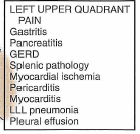 LEFT UPPER QUADRANT
PAIN
Gastritis
Pancreatitis
GERD
Splenic pathology
Myocardial ischemia
Pericarditis
Myocarditis
LLL pneumonia
Pleural effusion